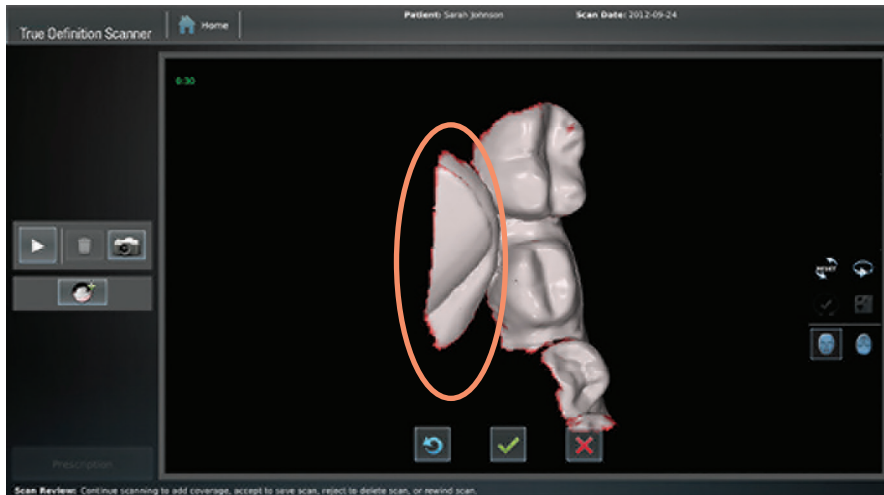 True Definition Scanner
Home
Patient: Sarah Johnson
Scan Date: 2012-09-24
0:30
RESET
Prescription
Scan Review: Continue scanning to add coverage, accept to save scan, reject to delete scan, or rewind scan.